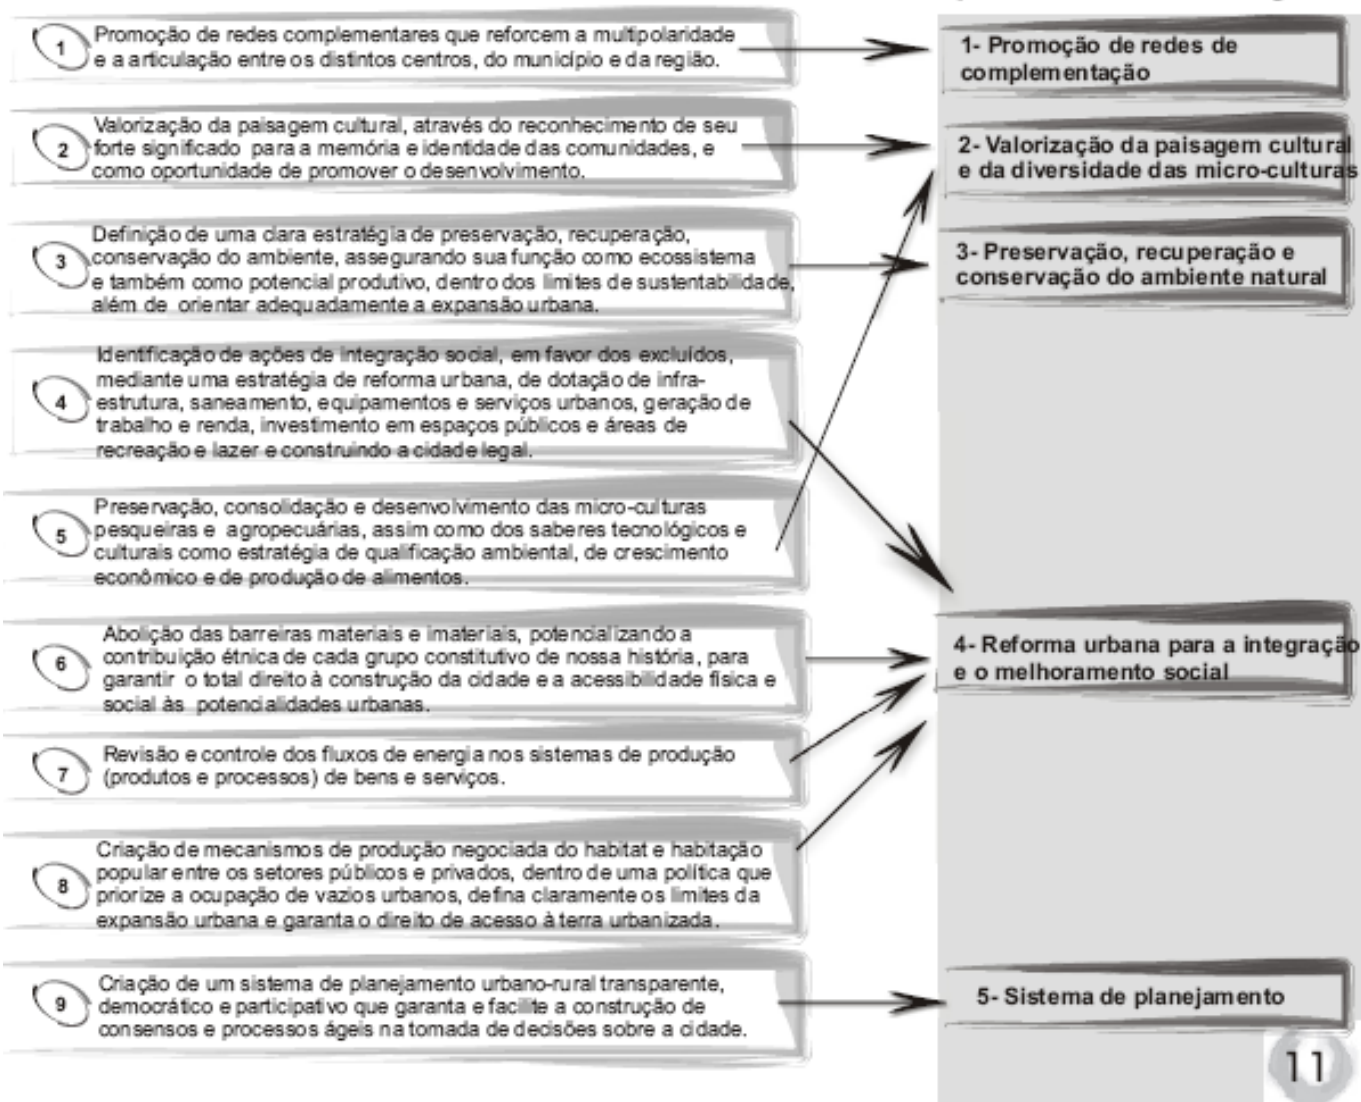 1
Promoção de redes complementares que reforcem a multipolaridade
e a articulação entre os distintos centros, do município e da região.
2
Valorização da paisagem cultural, através do reconhecimento de seu
forte significado para a memória e identidade das comunidades, e
como oportunidade de promover o desenvolvimento.
3
Definição de uma clara estratégia de preservação, recuperação,
conservação do ambiente, assegurando sua função como ecossistema
e também como potencial produtivo, dentro dos limites de sustentabilidade,
além de orientar adequadamente a expansão urbana.
4
Identificação de ações de integração social, em favor dos excluídos,
mediante uma estratégia de reforma urbana, de dotação de infra-
estrutura, saneamento, equipamentos e serviços urbanos, geração de
trabalho e renda, investimento em espaços públicos e áreas de
recreação e lazer e construindo a cidade legal.
5
Preservação, consolidação e desenvolvimento das micro-culturas
pesqueiras e agropecuárias, assim como dos saberes tecnológicos e
culturais como estratégia de qualificação ambiental, de crescimento
econômico e de produção de alimentos.
6
Abolição das barreiras materiais e imateriais, potencializando a
contribuição étnica de cada grupo constitutivo de nossa história, para
garantir o total direito à construção da cidade e a acessibilidade física e
social às potencialidades urbanas.
7
Revisão e controle dos fluxos de energia nos sistemas de produção
(produtos e processos) de bens e serviços.
8
Criação de mecanismos de produção negociada do habitat e habitação
popular entre os setores públicos e privados, dentro de uma política que
priorize a ocupação de vazios urbanos, defina claramente os limites da
expansão urbana e garanta o direito de acesso à terra urbanizada.
9
Criação de um sistema de planejamento urbano-rural transparente,
democrático e participativo que garanta e facilite a construção de
consensos e processos ágeis na tomada de decisões sobre a cidade.
1- Promoção de redes de
complementação
2- Valorização da paisagem cultural
e da diversidade das micro-culturas
3- Preservação, recuperação e
conservação do ambiente natural
4- Reforma urbana para a integração
e o melhoramento social
5- Sistema de planejamento
11